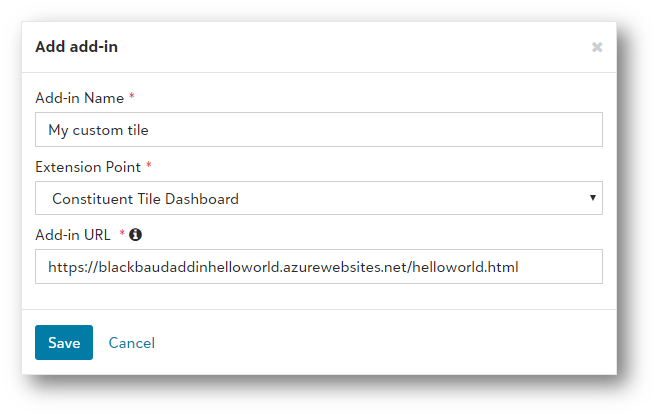 Add add-in
Add-in Name *
My custom tile
Extension Point *
Constituent Tile Dashboard
Add-in URL *
https://blackbaudaddinhelloworld.azurewebsites.net/helloworld.html
Save Cancel